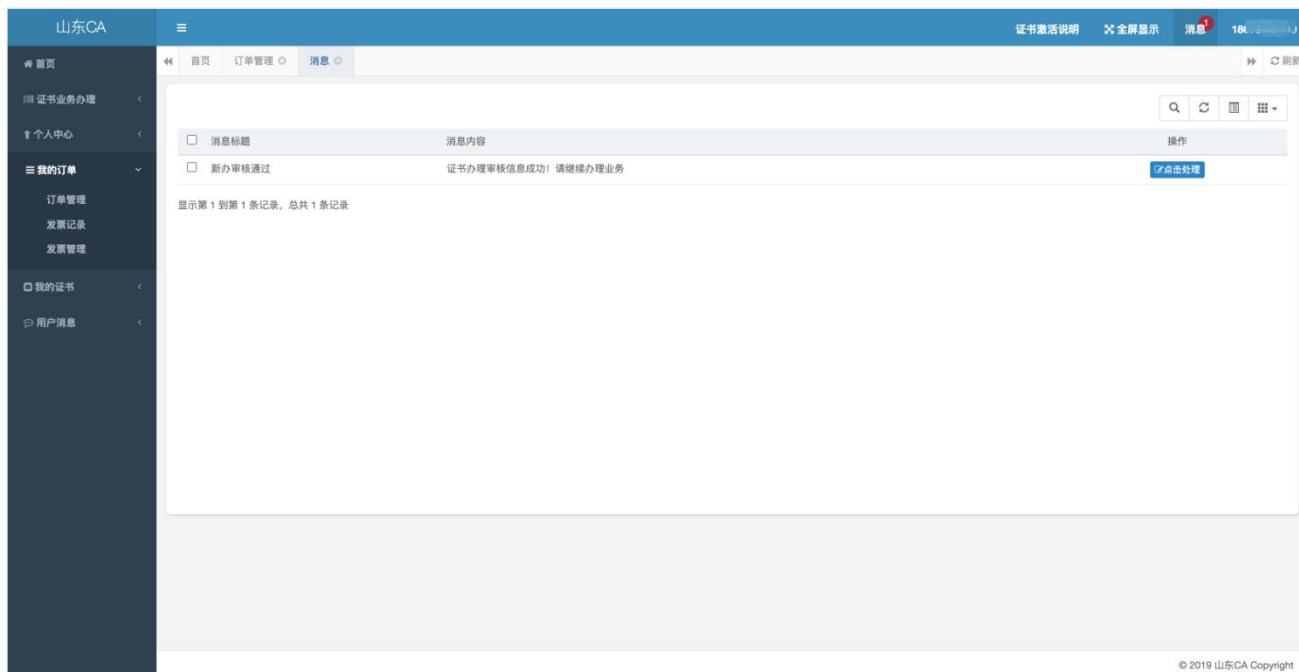 山东CA
证书激活说明 全屏显示 消息 1
首页 订单管理 消息 刷新
首页
证书业务办理
个人中心
我的订单
订单管理
发票记录
发票管理
我的证书
用户消息
消息标题 消息内容 操作
新办审核通过 证书办理审核信息成功！请继续办理业务 点击处理
显示第 1 到第 1 条记录，总共 1 条记录
© 2019 山东CA Copyright